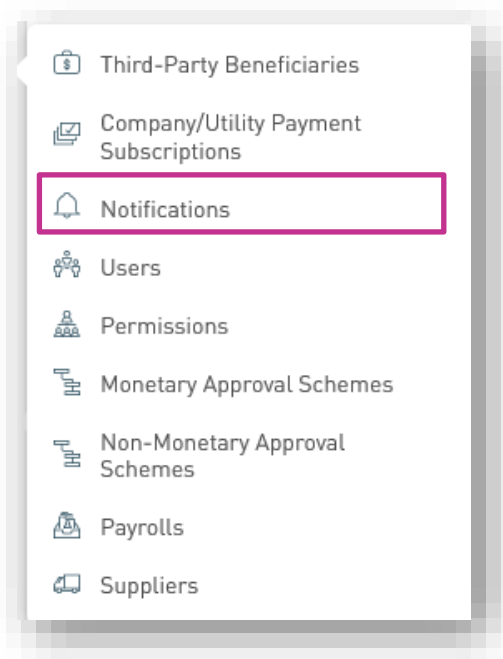 Third-Party Beneficiaries
Company/Utility Payment
Subscriptions
Notifications
Users
Permissions
Monetary Approval Schemes
Non-Monetary Approval
Schemes
Payrolls
Suppliers